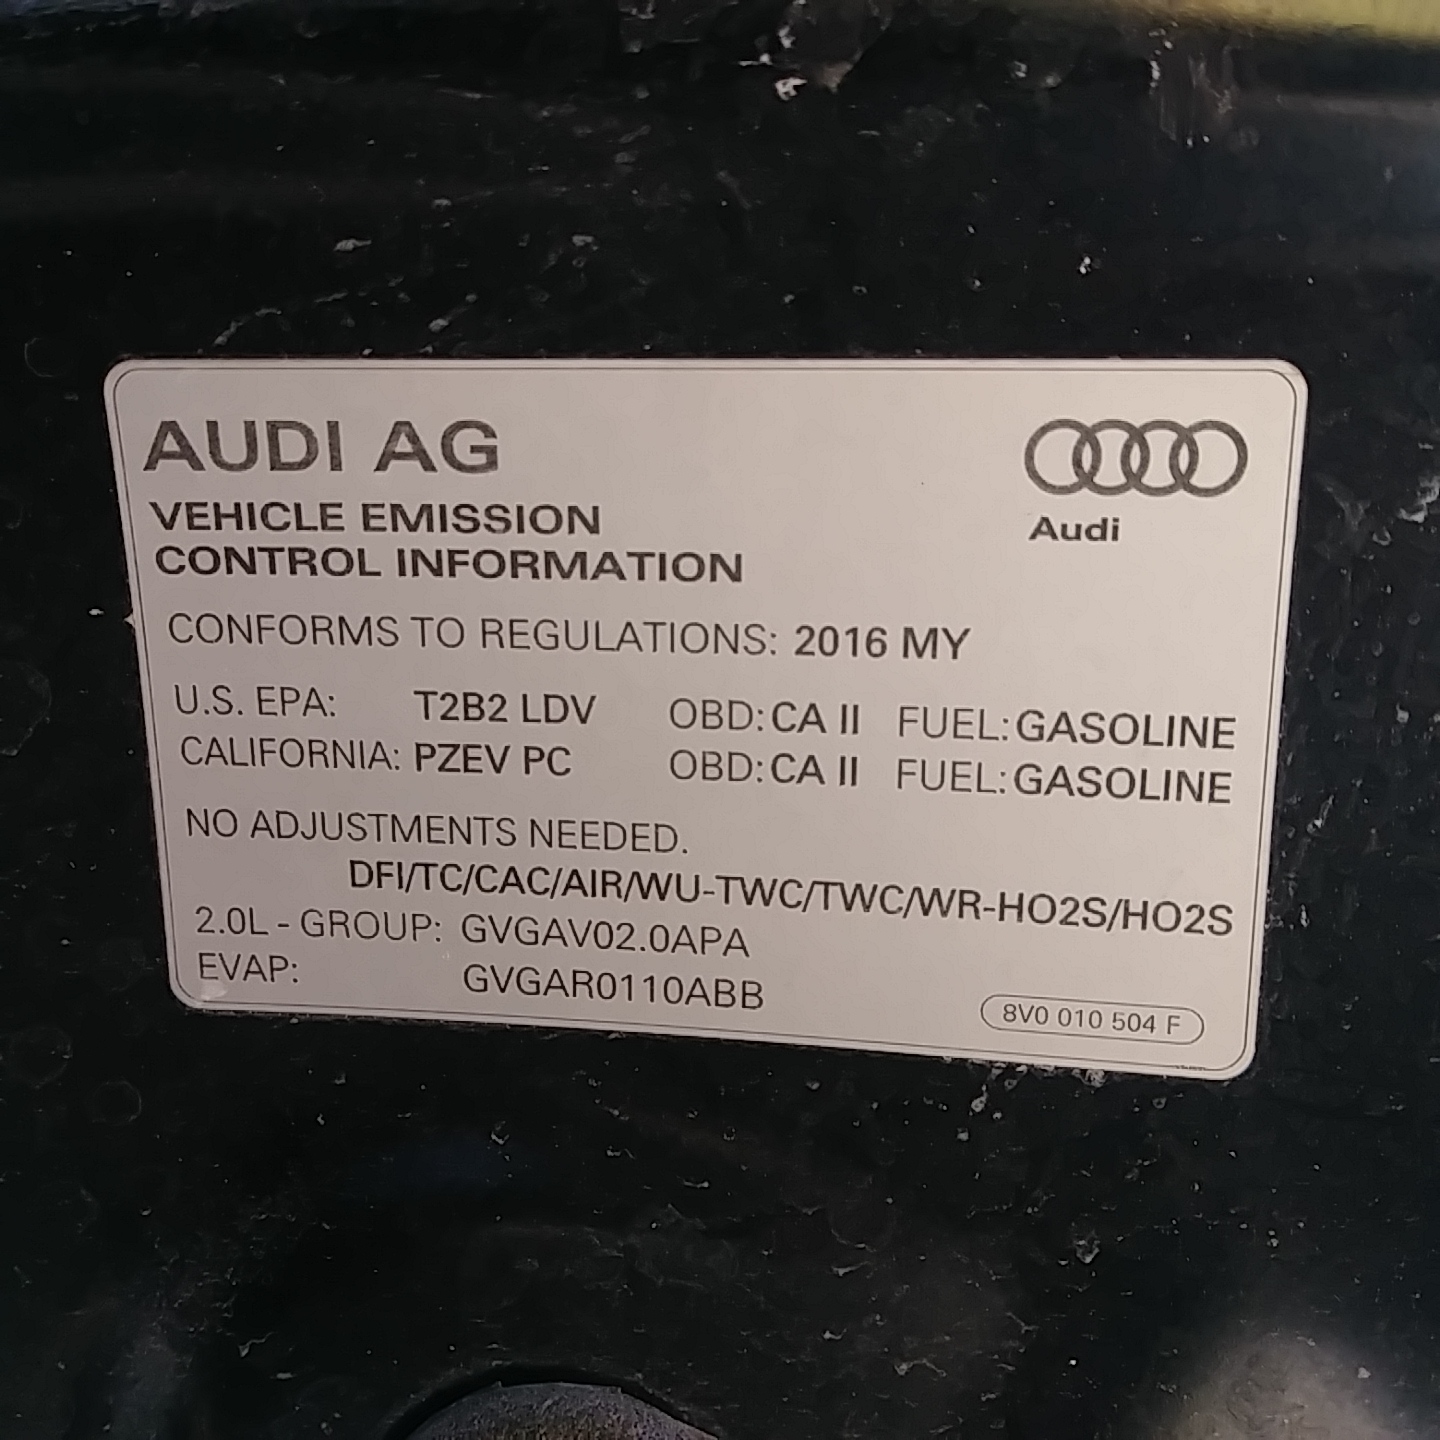 AUDI AG
Audi
VEHICLE EMISSION
CONTROL INFORMATION
CONFORMS TO REGULATIONS: 2016 MY
U.S. EPA: T2B2 LDV OBD: CA II FUEL: GASOLINE
CALIFORNIA: PZEV PC OBD: CA II FUEL: GASOLINE
NO ADJUSTMENTS NEEDED.
DFI/TC/CAC/AIR/WU-TWC/TWC/WR-HO2S/HO2S
2.0L - GROUP: GVGAV02.0APA
EVAP: GVGAR0110ABB
8V0 010 504 F